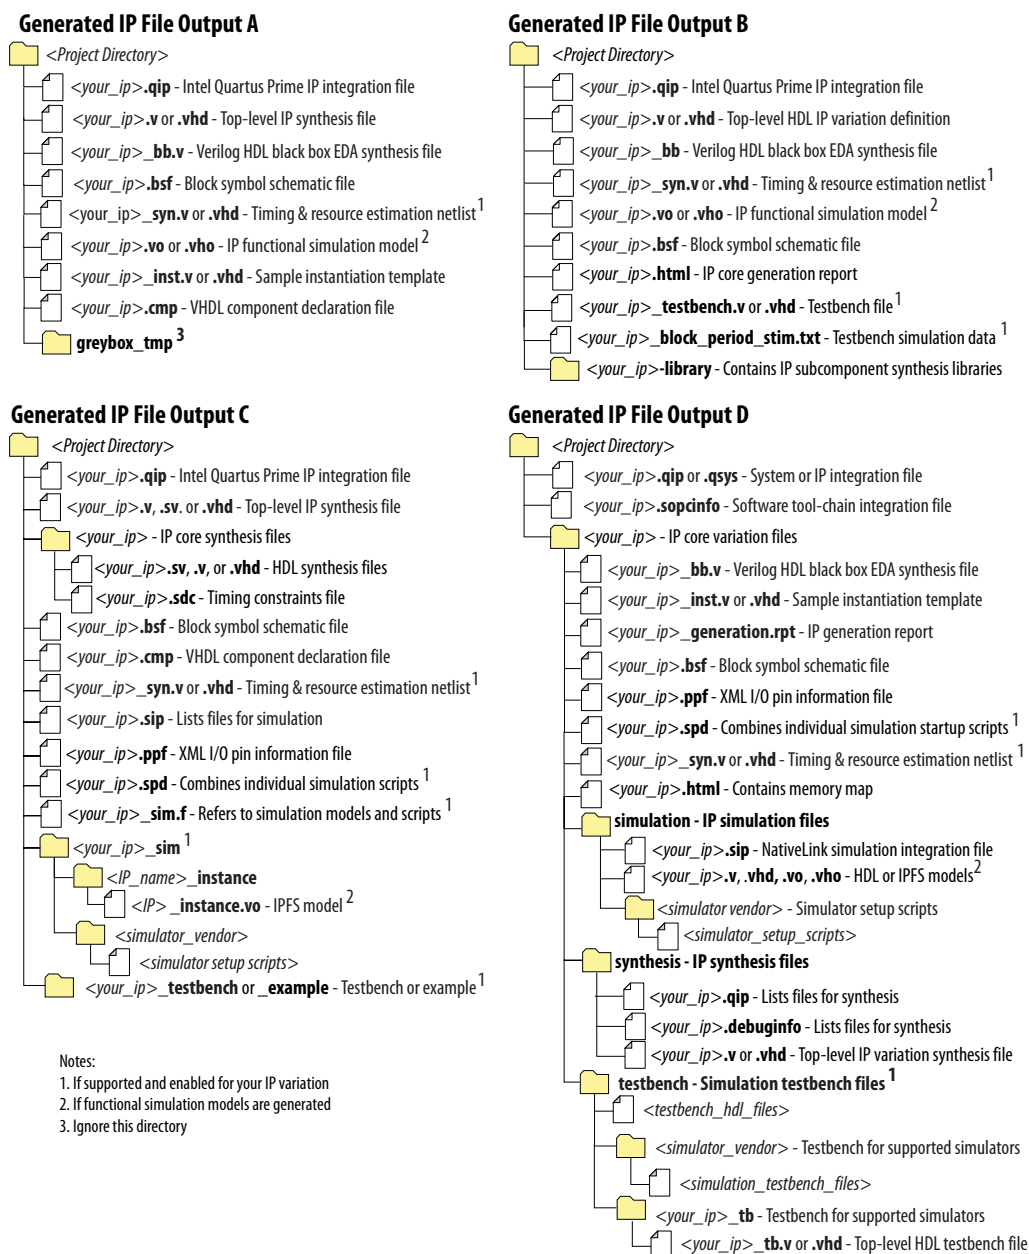 Generated IP File Output A
<Project Directory>
<your_ip>.qip - Intel Quartus Prime IP integration file
<your_ip>.v or .vhd - Top-level IP synthesis file
<your_ip>_bb.v - Verilog HDL black box EDA synthesis file
<your_ip>.bsf - Block symbol schematic file
<your_ip>_syn.v or .vhd - Timing & resource estimation netlist 1
<your_ip>.vo or .vho - IP functional simulation model 2
<your_ip>_inst.v or .vhd - Sample instantiation template
<your_ip>.cmp - VHDL component declaration file
greybox_tmp 3
Generated IP File Output B
<Project Directory>
<your_ip>.qip - Intel Quartus Prime IP integration file
<your_ip>.v or .vhd - Top-level HDL IP variation definition
<your_ip>_bb - Verilog HDL black box EDA synthesis file
<your_ip>_syn.v or .vhd - Timing & resource estimation netlist 1
<your_ip>.vo or .vho - IP functional simulation model 2
<your_ip>.bsf - Block symbol schematic file
<your_ip>.html - IP core generation report
<your_ip>_testbench.v or .vhd - Testbench file 1
<your_ip>_block_period_stim.txt - Testbench simulation data 1
<your_ip>-library - Contains IP subcomponent synthesis libraries
Generated IP File Output C
<Project Directory>
<your_ip>.qip - Intel Quartus Prime IP integration file
<your_ip>.v, .sv. or .vhd - Top-level IP synthesis file
<your_ip> - IP core synthesis files
<your_ip>.sv, .v, or .vhd - HDL synthesis files
<your_ip>.sdc - Timing constraints file
<your_ip>.bsf - Block symbol schematic file
<your_ip>.cmp - VHDL component declaration file
<your_ip>_syn.v or .vhd - Timing & resource estimation netlist 1
<your_ip>.sip - Lists files for simulation
<your_ip>.ppf - XML I/O pin information file
<your_ip>.spd - Combines individual simulation scripts 1
<your_ip>_sim.f - Refers to simulation models and scripts 1
<your_ip>_sim 1
<IP_name>_instance
<IP> _instance.vo - IPFS model 2
<simulator_vendor>
<simulator setup scripts>
<your_ip>_testbench or _example - Testbench or example 1
Notes:
1. If supported and enabled for your IP variation
2. If functional simulation models are generated
3. Ignore this directory
Generated IP File Output D
<Project Directory>
<your_ip>.qip or .qsys - System or IP integration file
<your_ip>.sopcinfo - Software tool-chain integration file
<your_ip> - IP core variation files
<your_ip>_bb.v - Verilog HDL black box EDA synthesis file
<your_ip>_inst.v or .vhd - Sample instantiation template
<your_ip>_generation.rpt - IP generation report
<your_ip>.bsf - Block symbol schematic file
<your_ip>.ppf - XML I/O pin information file
<your_ip>.spd - Combines individual simulation startup scripts 1
<your_ip>_syn.v or .vhd - Timing & resource estimation netlist 1
<your_ip>.html - Contains memory map
simulation - IP simulation files
<your_ip>.sip - NativeLink simulation integration file
<your_ip>.v, .vhd, .vo, .vho - HDL or IPFS models 2
<simulator vendor> - Simulator setup scripts
<simulator_setup_scripts>
synthesis - IP synthesis files
<your_ip>.qip - Lists files for synthesis
<your_ip>.debuginfo - Lists files for synthesis
<your_ip>.v or .vhd - Top-level IP variation synthesis file
testbench - Simulation testbench files 1
<testbench_hdl_files>
<simulator_vendor> - Testbench for supported simulators
<simulation_testbench_files>
<your_ip>_tb - Testbench for supported simulators
<your_ip>_tb.v or .vhd - Top-level HDL testbench file